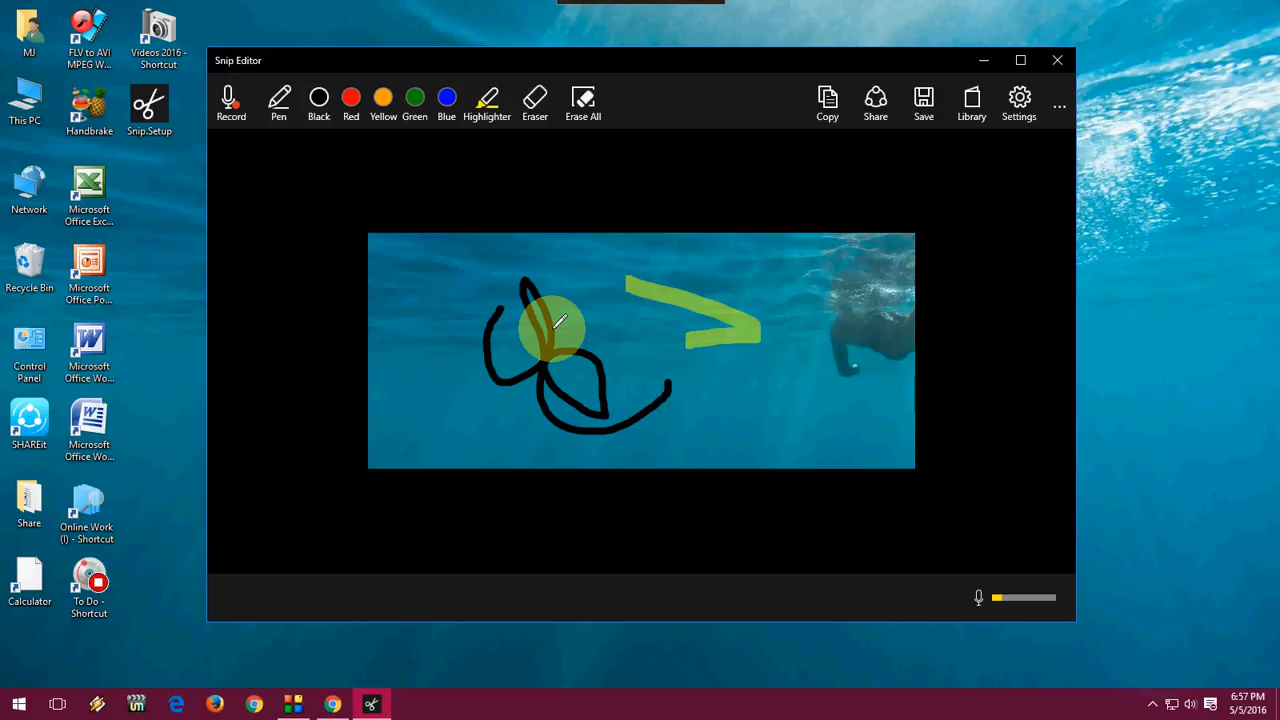 MJ
FLV to AVI
MPEG W...
Videos 2016 -
Shortcut
This PC
Handbrake
Snip.Setup
Network
Microsoft
Office Exc...
Recycle Bin
Microsoft
Office Po...
Control
Panel
Microsoft
Office Wo...
SHAREit
Microsoft
Office Wo...
Share
Online Work
(I) - Shortcut
Calculator
To Do -
Shortcut
Snip Editor
Record
Pen
Black
Red
Yellow
Green
Blue
Highlighter
Eraser
Erase All
Copy
Share
Save
Library
Settings
...
6:57 PM
5/5/2016